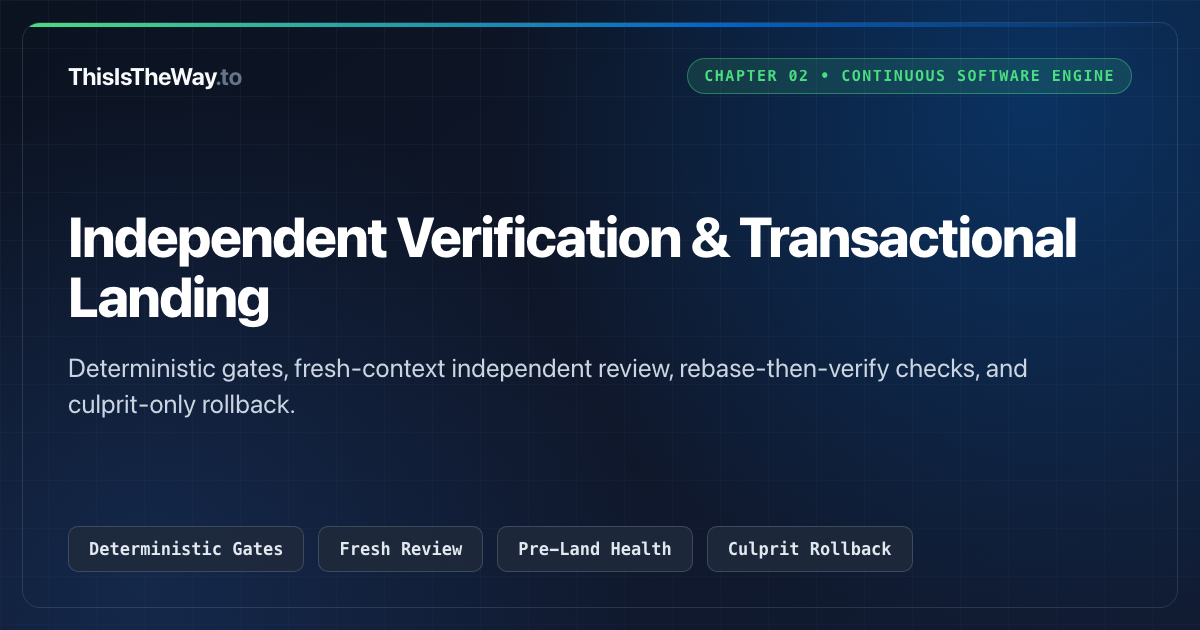 ThisIsTheWay.to
CHAPTER 02 • CONTINUOUS SOFTWARE ENGINE
Independent Verification & Transactional
Landing
Deterministic gates, fresh-context independent review, rebase-then-verify checks, and
culprit-only rollback.
Deterministic Gates
Fresh Review
Pre-Land Health
Culprit Rollback